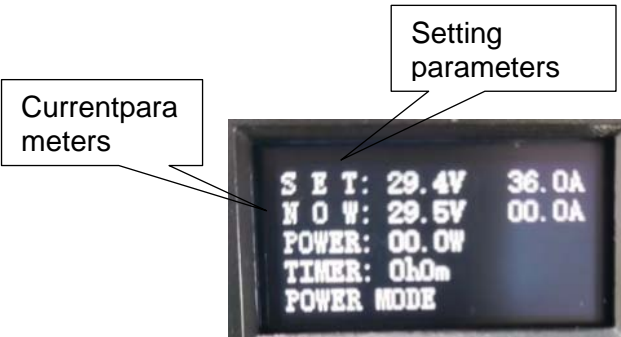 Setting
parameters
Currentpara
meters
S E T: 29.4V 36.0A
N O W: 29.5V 00.0A
POWER: 00.0W
TIMER: 0h0m
POWER MODE